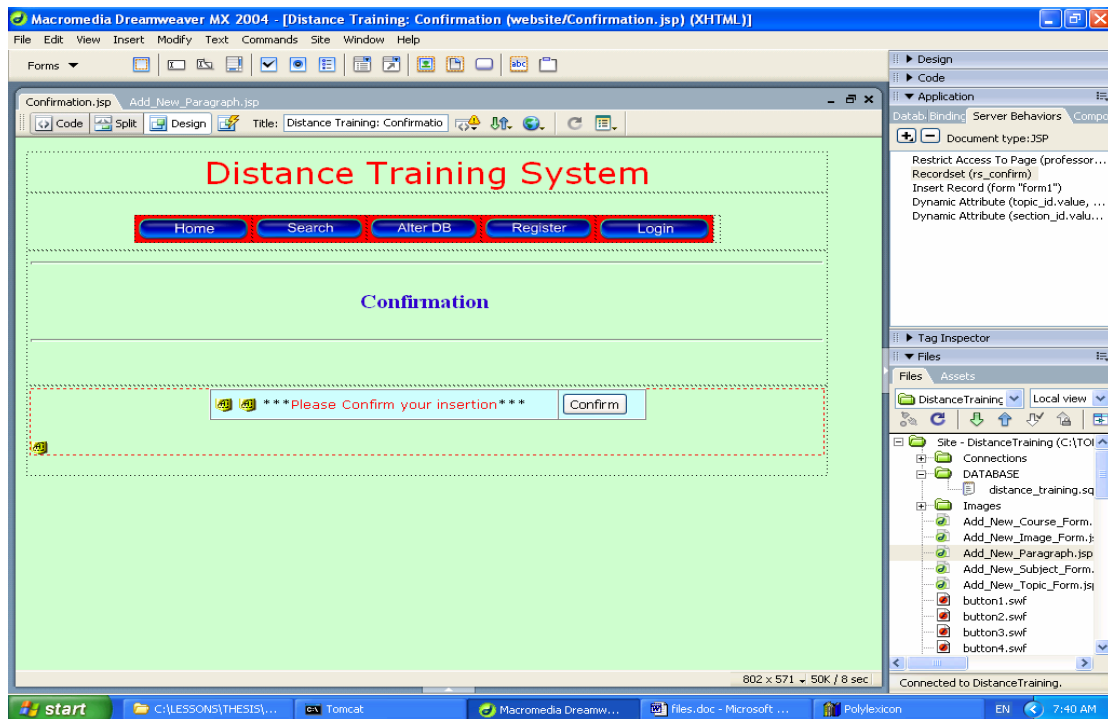 Macromedia Dreamweaver MX 2004 - [Distance Training: Confirmation (website/Confirmation.jsp) (XHTML)]
File Edit View Insert Modify Text Commands Site Window Help
Forms
abc
Confirmation.jsp Add_New_Paragraph.jsp
Code Split Design Title: Distance Training: Confirmatio
Distance Training System
Home Search Alter DB Register Login
Confirmation
***Please Confirm your insertion*** Confirm
802 x 571 50K / 8 sec
Design
Code
Application
Datab Binding Server Behaviors Compo
Document type:JSP
Restrict Access To Page (professor...
Recordset (rs_confirm)
Insert Record (form "form1")
Dynamic Attribute (topic_id.value, ...
Dynamic Attribute (section_id.valu...
Tag Inspector
Files
Files Assets
DistanceTraining Local view
Site - DistanceTraining (C:\TO
Connections
DATABASE
distance_training.sq
Images
Add_New_Course_Form.
Add_New_Image_Form.j
Add_New_Paragraph.jsp
Add_New_Subject_Form.
Add_New_Topic_Form.js
button1.swf
button2.swf
button3.swf
button4.swf
Connected to DistanceTraining.
start C:\LESSONS\THESIS\... Tomcat Macromedia Dreamw... files.doc - Microsoft ... Polylexicon EN 7:40 AM